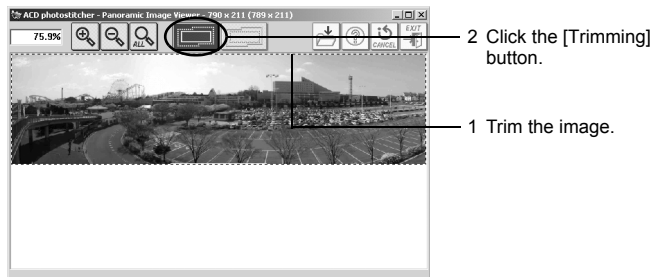 ACD photostitcher - Panoramic Image Viewer - 790 x 211 (789 x 211)
75.9%
ALL
CANCEL
EXIT
2 Click the [Trimming]
button.
1 Trim the image.